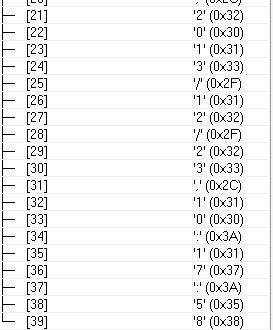 [21] '2' (0x32)
[22] '0' (0x30)
[23] '1' (0x31)
[24] '3' (0x33)
[25] '/' (0x2F)
[26] '1' (0x31)
[27] '2' (0x32)
[28] '/' (0x2F)
[29] '2' (0x32)
[30] '3' (0x33)
[31] ',' (0x2C)
[32] '1' (0x31)
[33] '0' (0x30)
[34] ':' (0x3A)
[35] '1' (0x31)
[36] '7' (0x37)
[37] ':' (0x3A)
[38] '5' (0x35)
[39] '8' (0x38)